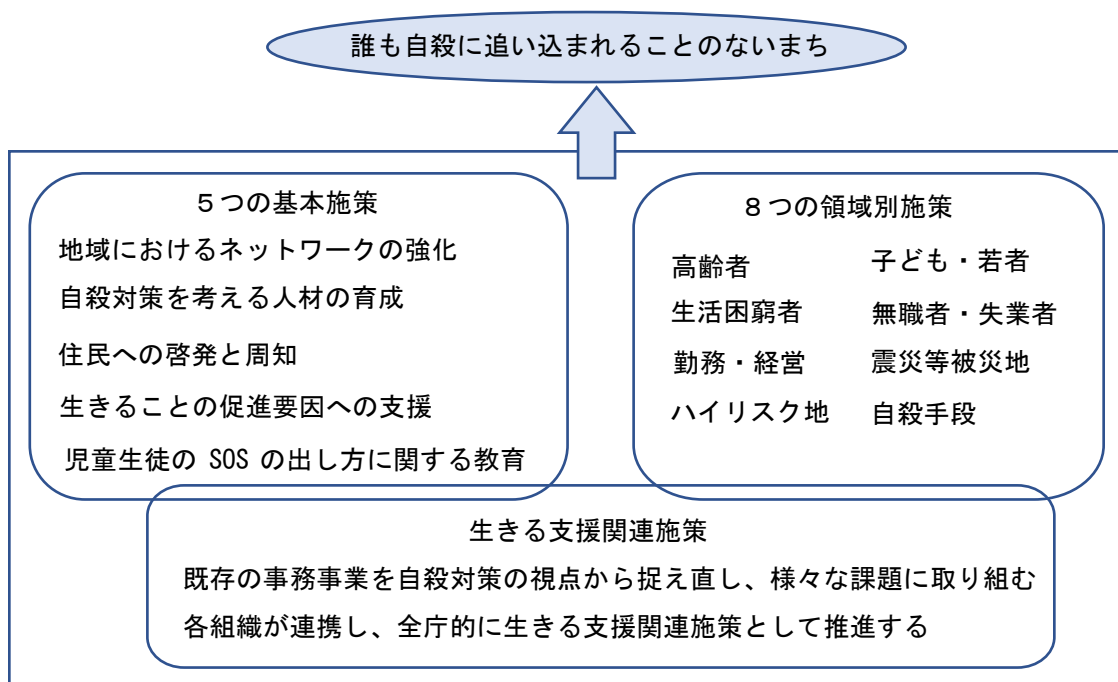 誰も自殺に追い込まれることのないまち
5つの基本施策
地域におけるネットワークの強化
自殺対策を考える人材の育成
住民への啓発と周知
生きることの促進要因への支援
児童生徒の SOS の出し方に関する教育
8つの領域別施策
高齢者
子ども・若者
生活困窮者
無職者・失業者
勤務・経営
震災等被災地
ハイリスク地
自殺手段
生きる支援関連施策
既存の事務事業を自殺対策の視点から捉え直し、様々な課題に取り組む
各組織が連携し、全庁的に生きる支援関連施策として推進する